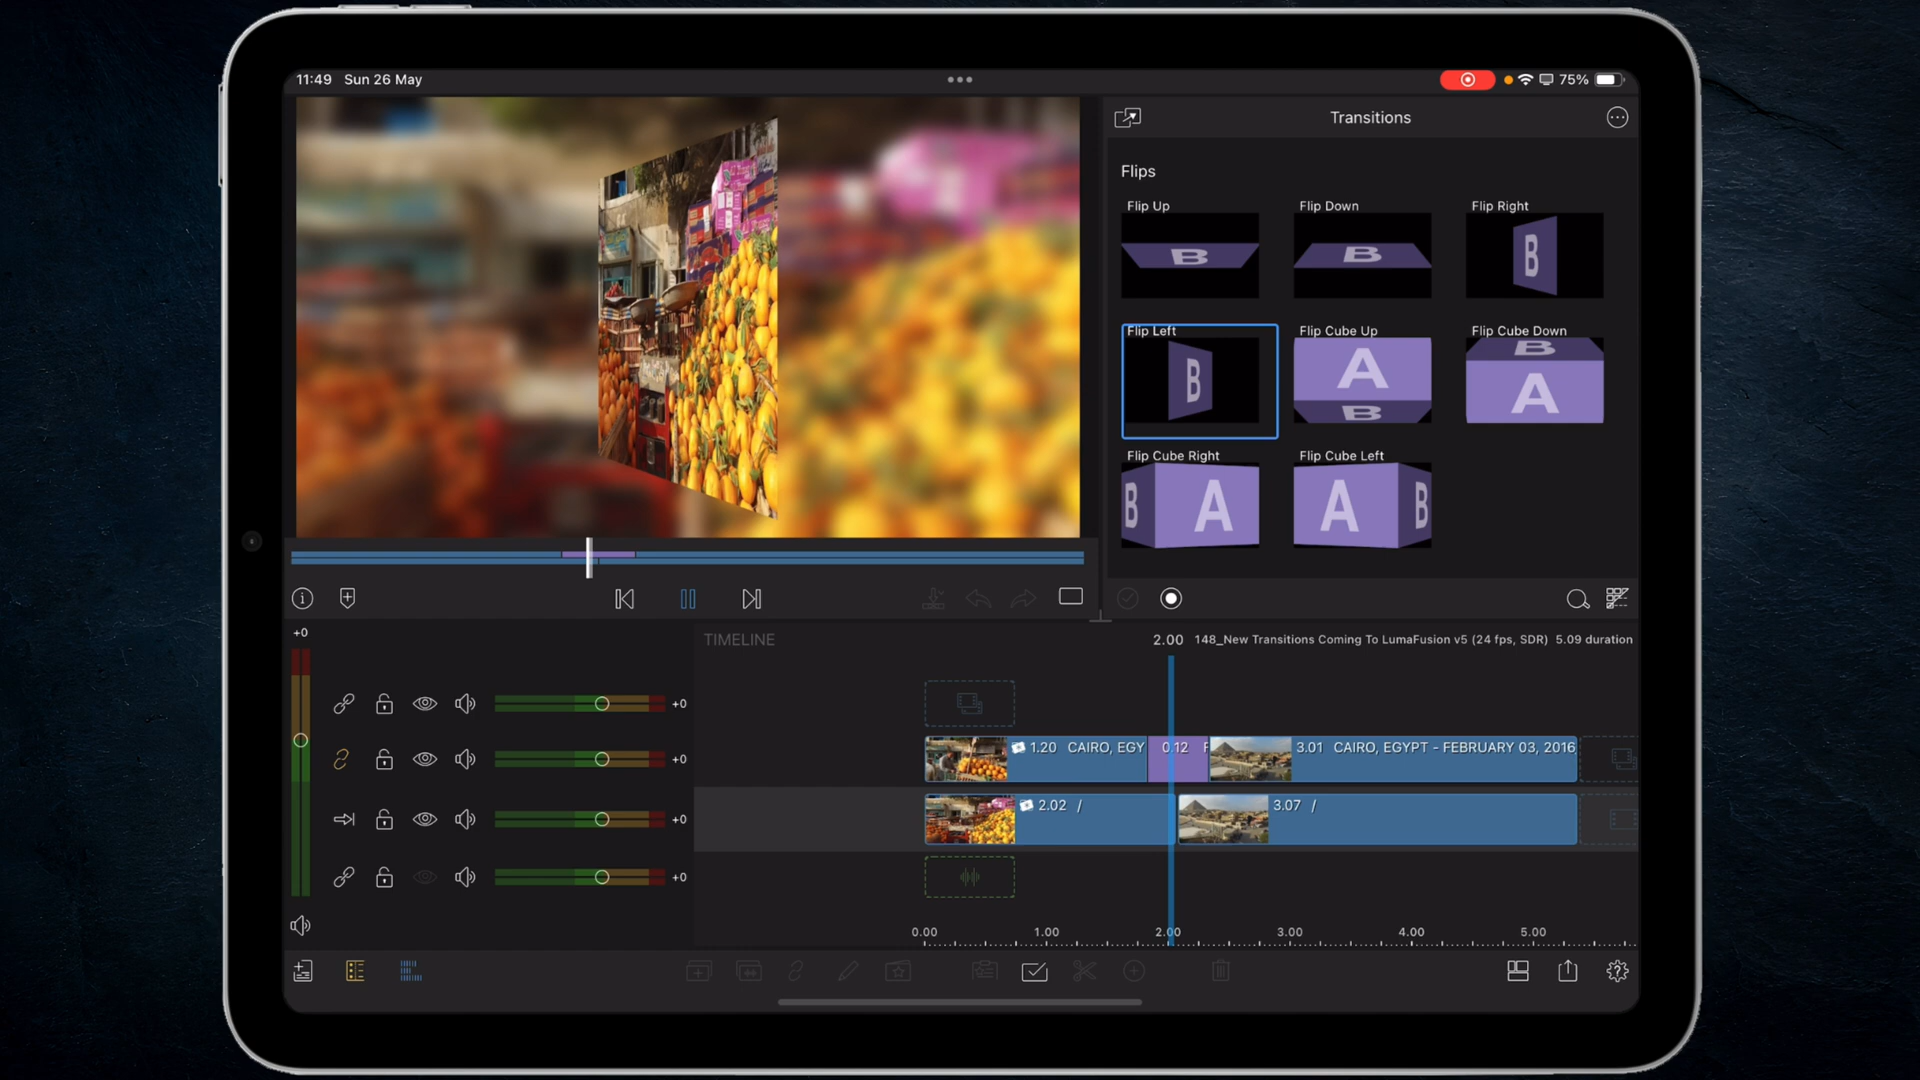 11:49 Sun 26 May
75%
Transitions
Flips
Flip Up
Flip Down
Flip Right
B
B
B
Flip Left
Flip Cube Up
Flip Cube Down
B
A
B
B
A
Flip Cube Right
Flip Cube Left
B
A
A
B
+0
TIMELINE
2.00 148_New Transitions Coming To LumaFusion v5 (24 fps, SDR) 5.09 duration
+0
1.20 CAIRO, EGY
0.12 F
3.01 CAIRO, EGYPT - FEBRUARY 03, 2016
+0
2.02 /
3.07 /
+0
+0
0.00 1.00 2.00 3.00 4.00 5.00